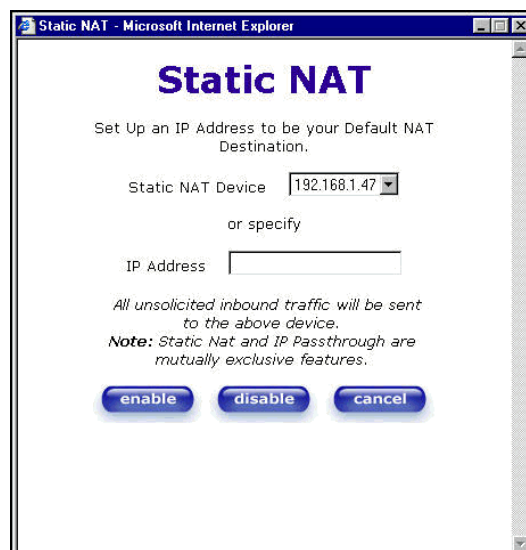 Static NAT - Microsoft Internet Explorer
Static NAT
Set Up an IP Address to be your Default NAT
Destination.
Static NAT Device 192.168.1.47
or specify
IP Address
All unsolicited inbound traffic will be sent
to the above device.
Note: Static Nat and IP Passthrough are
mutually exclusive features.
enable disable cancel